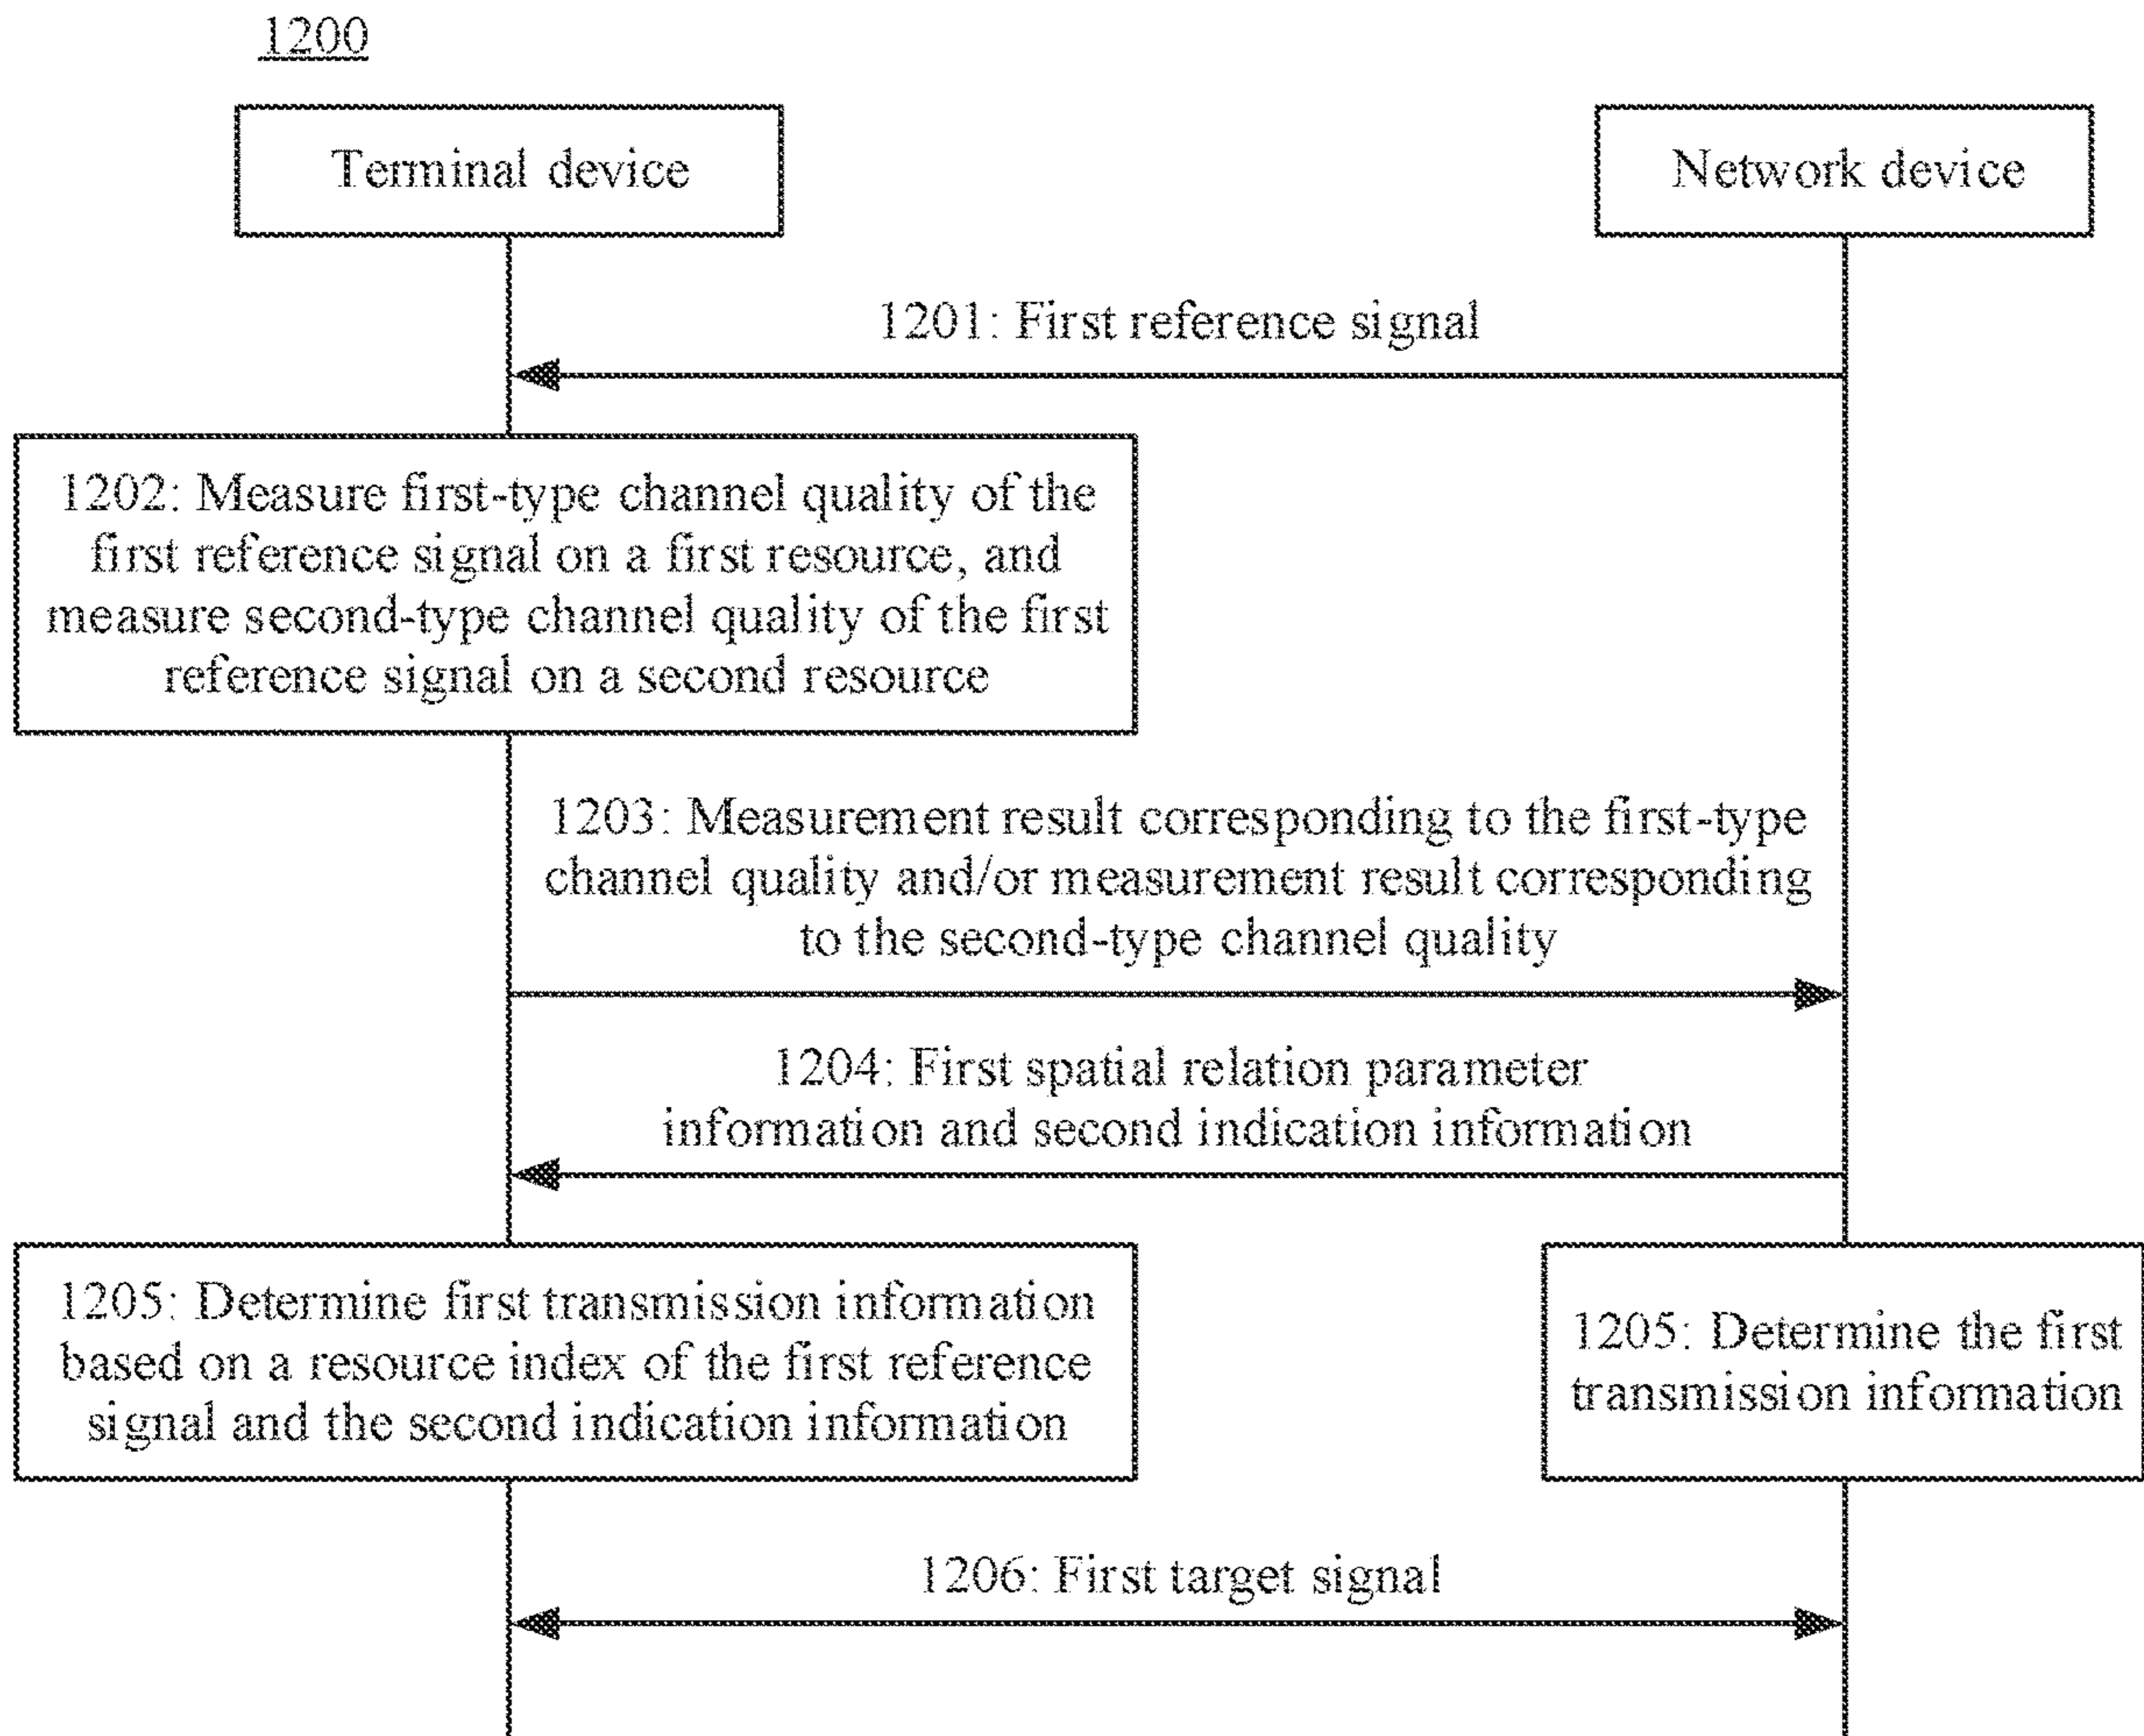 1200
Terminal device
Network device
1201: First reference signal
1202: Measure first-type channel quality of the
first reference signal on a first resource, and
measure second-type channel quality of the first
reference signal on a second resource
1203: Measurement result corresponding to the first-type
channel quality and/or measurement result corresponding
to the second-type channel quality
1204: First spatial relation parameter
information and second indication information
1205: Determine first transmission information
based on a resource index of the first reference
signal and the second indication information
1205: Determine the first
transmission information
1206: First target signal